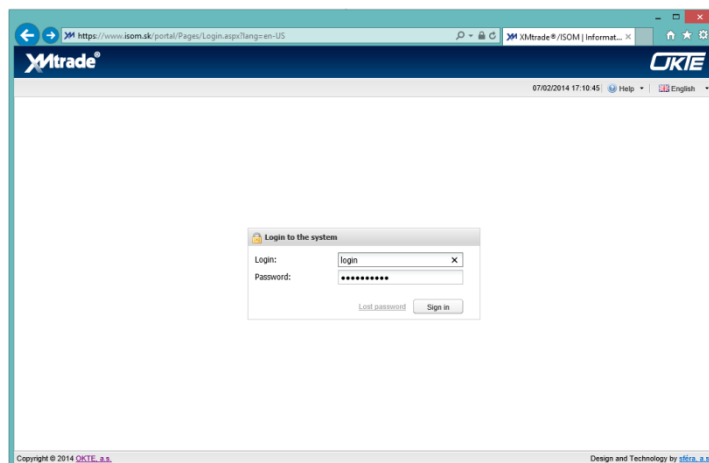 https://www.isom.sk/portal/Pages/Login.aspx?lang=en-US
XMtrade®/ISOM | Informat...
XMtrade®
OKTE
07/02/2014 17:10:45 Help English
Login to the system
Login: login
Password: ●●●●●●●●●●
Lost password Sign in
Copyright © 2014 OKTE, a.s. Design and Technology by sféra, a.s